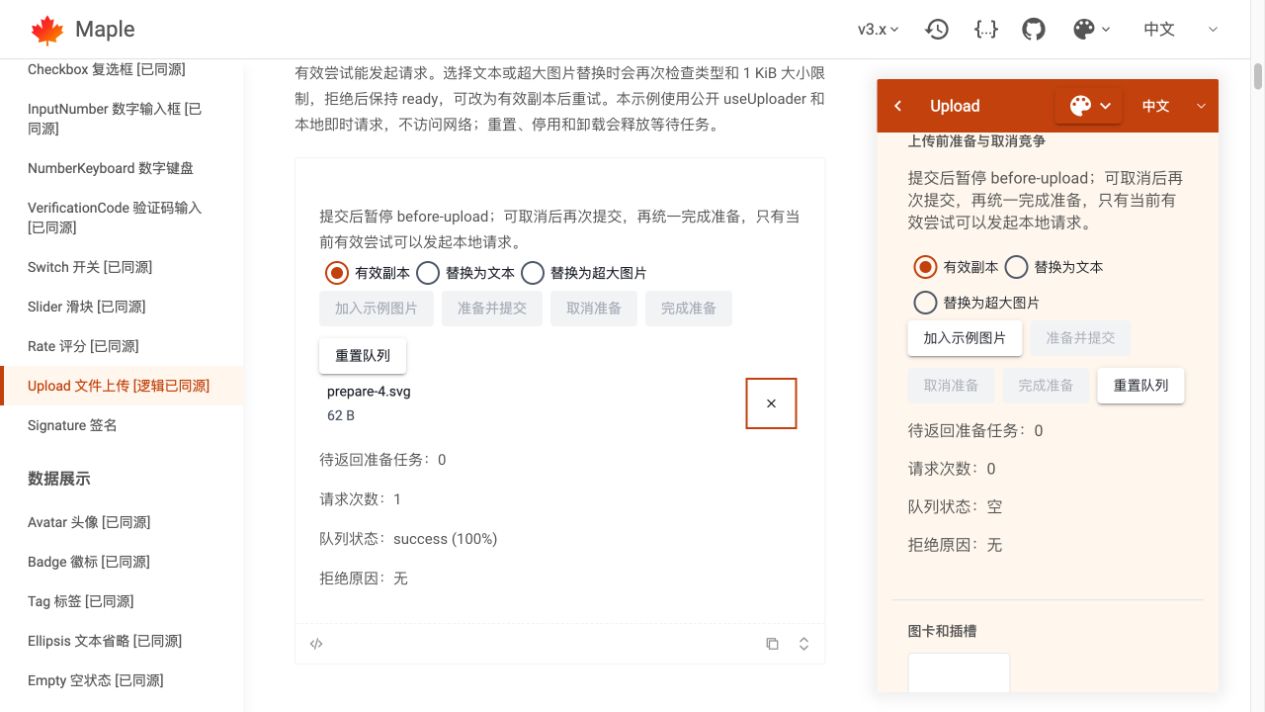 Maple
v3.x
{...}
中文
Checkbox 复选框 [已同源]
InputNumber 数字输入框 [已
同源]
NumberKeyboard 数字键盘
VerificationCode 验证码输入
[已同源]
Switch 开关 [已同源]
Slider 滑块 [已同源]
Rate 评分 [已同源]
Upload 文件上传 [逻辑已同源]
Signature 签名
数据展示
Avatar 头像 [已同源]
Badge 徽标 [已同源]
Tag 标签 [已同源]
Ellipsis 文本省略 [已同源]
Empty 空状态 [已同源]
有效尝试能发起请求。选择文本或超大图片替换时会再次检查类型和 1 KiB 大小限
制，拒绝后保持 ready，可改为有效副本后重试。本示例使用公开 useUploader 和
本地即时请求，不访问网络；重置、停用和卸载会释放等待任务。
提交后暂停 before-upload；可取消后再次提交，再统一完成准备，只有当
前有效尝试可以发起本地请求。
有效副本 替换为文本 替换为超大图片
加入示例图片 准备并提交 取消准备 完成准备
重置队列
prepare-4.svg
62 B
×
待返回准备任务：0
请求次数：1
队列状态：success (100%)
拒绝原因：无
</>
Upload
中文
上传前准备与取消竞争
提交后暂停 before-upload；可取消后再
次提交，再统一完成准备，只有当前有
效尝试可以发起本地请求。
有效副本 替换为文本
替换为超大图片
加入示例图片 准备并提交
取消准备 完成准备 重置队列
待返回准备任务：0
请求次数：0
队列状态：空
拒绝原因：无
图卡和插槽